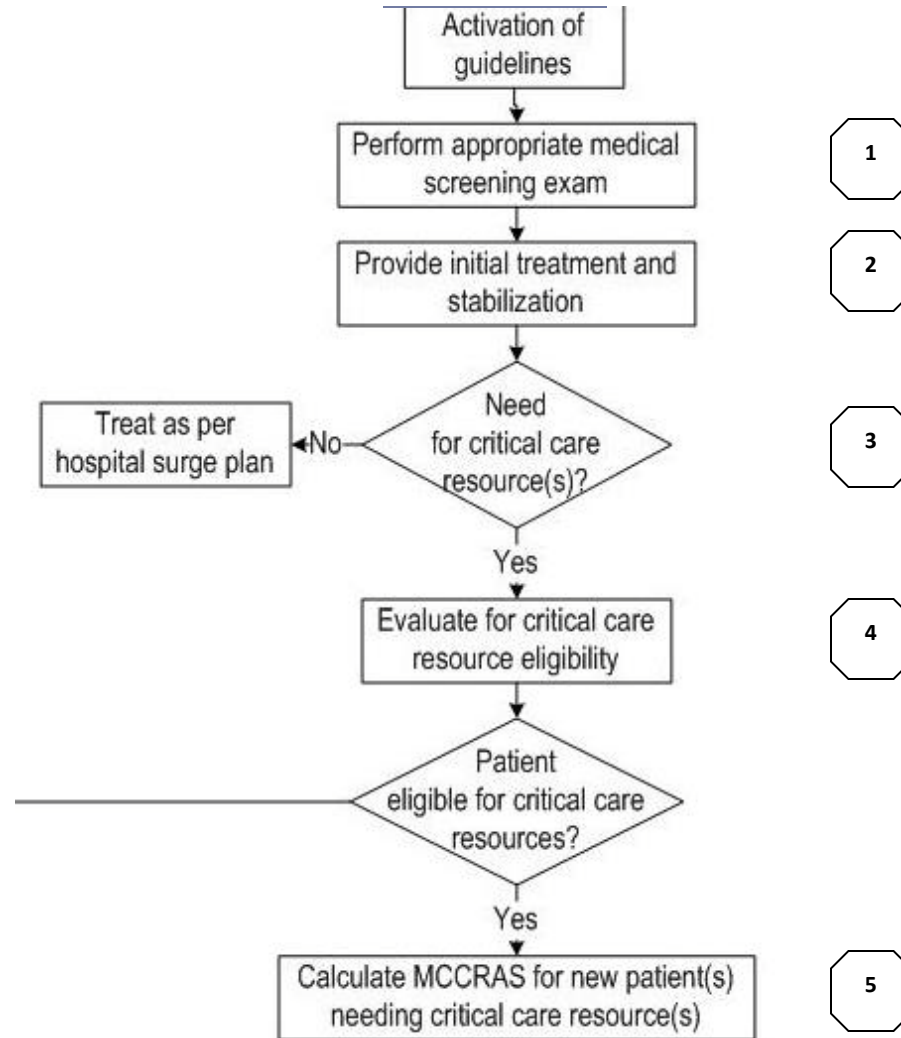 Activation of
guidelines
Perform appropriate medical
screening exam
1
Provide initial treatment and
stabilization
2
Need
for critical care
resource(s)?
No
Treat as per
hospital surge plan
3
Yes
Evaluate for critical care
resource eligibility
4
Patient
eligible for critical care
resources?
Yes
Calculate MCCRAS for new patient(s)
needing critical care resource(s)
5